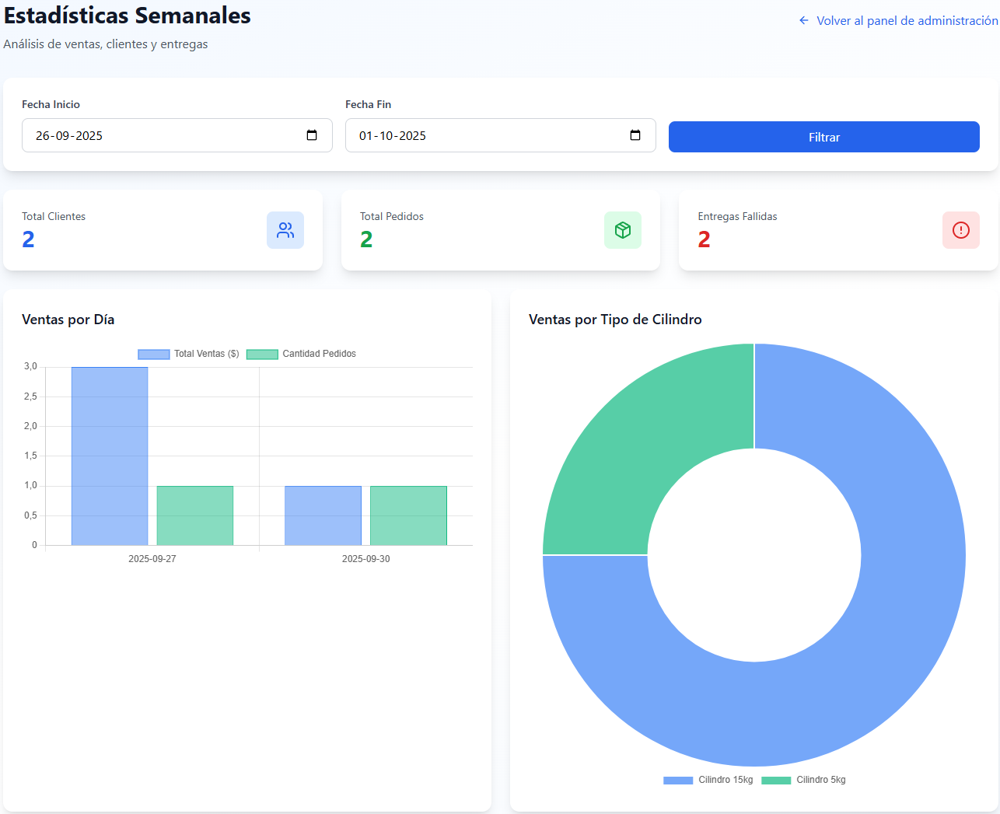 Estadísticas Semanales
← Volver al panel de administración
Análisis de ventas, clientes y entregas
Fecha Inicio
Fecha Fin
26-09-2025
01-10-2025
Filtrar
Total Clientes
2
Total Pedidos
2
Entregas Fallidas
2
Ventas por Día
Total Ventas ($)
Cantidad Pedidos
3,0
2,5
2,0
1,5
1,0
0,5
0
2025-09-27
2025-09-30
Ventas por Tipo de Cilindro
Cilindro 15kg
Cilindro 5kg